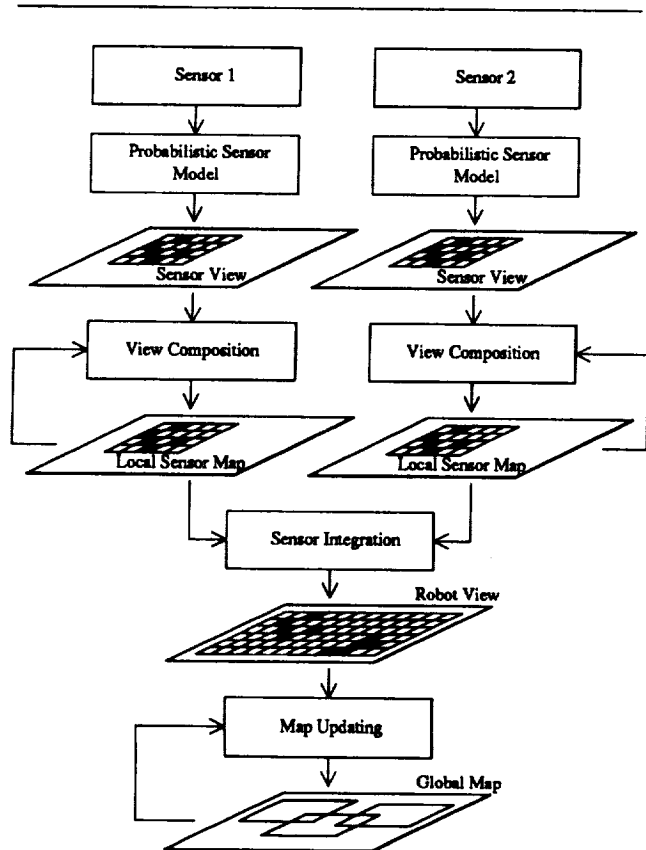 Sensor 1
Sensor 2
Probabilistic Sensor
Model
Probabilistic Sensor
Model
Sensor View
Sensor View
View Composition
View Composition
Local Sensor Map
Local Sensor Map
Sensor Integration
Robot View
Map Updating
Global Map